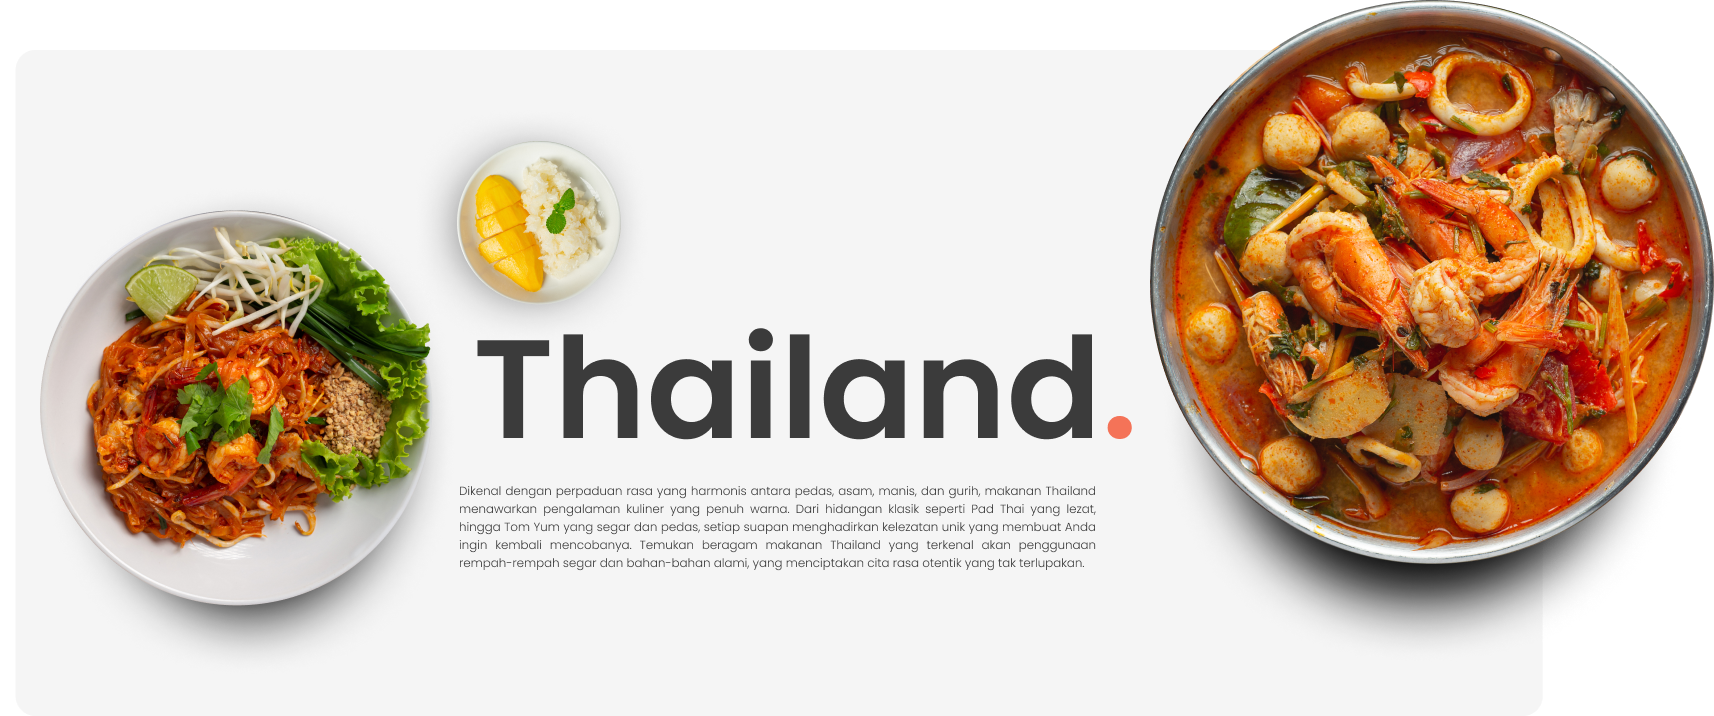 Thailand.
Dikenal dengan perpaduan rasa yang harmonis antara pedas, asam, manis, dan gurih, makanan Thailand
menawarkan pengalaman kuliner yang penuh warna. Dari hidangan klasik seperti Pad Thai yang lezat,
hingga Tom Yum yang segar dan pedas, setiap suapan menghadirkan kelezatan unik yang membuat Anda
ingin kembali mencobanya. Temukan beragam makanan Thailand yang terkenal akan penggunaan
rempah-rempah segar dan bahan-bahan alami, yang menciptakan cita rasa otentik yang tak terlupakan.